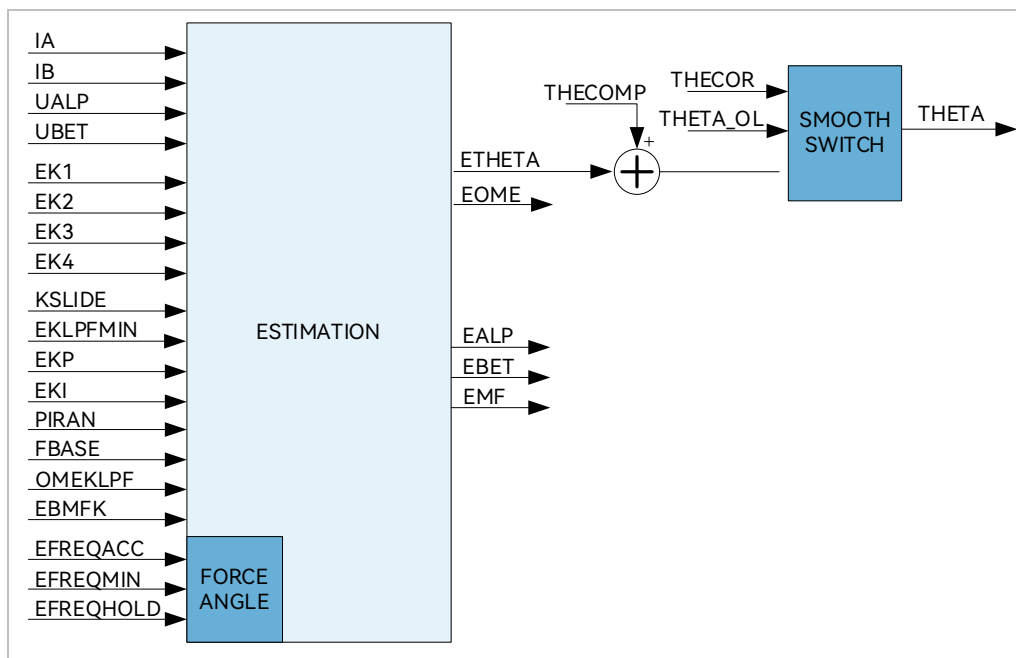 IA
IB
UALP
UBET
EK1
EK2
EK3
EK4
KSLIDE
EKLPFMIN
EKP
EKI
PIRAN
FBASE
OMEKLPF
EBMFK
EFREQACC
EFREQMIN
EFREQHOLD
FORCE
ANGLE
ESTIMATION
ETHETA
EOME
EALP
EBET
EMF
THECOMP
+
THECOR
THETA_OL
SMOOTH
SWITCH
THETA